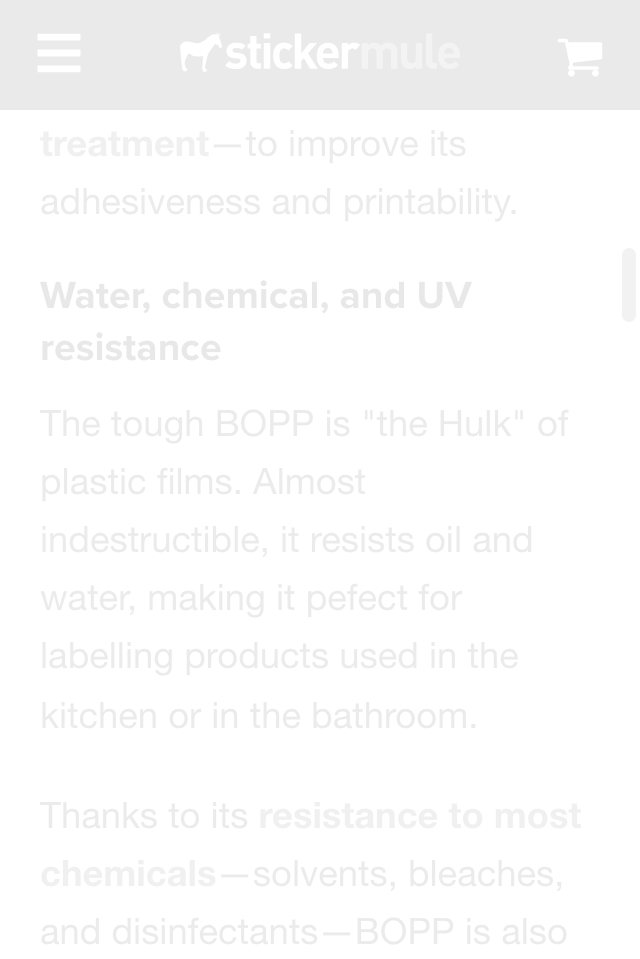 stickermule
treatment—to improve its
adhesiveness and printability.
Water, chemical, and UV
resistance
The tough BOPP is "the Hulk" of
plastic films. Almost
indestructible, it resists oil and
water, making it pefect for
labelling products used in the
kitchen or in the bathroom.
Thanks to its resistance to most
chemicals—solvents, bleaches,
and disinfectants—BOPP is also